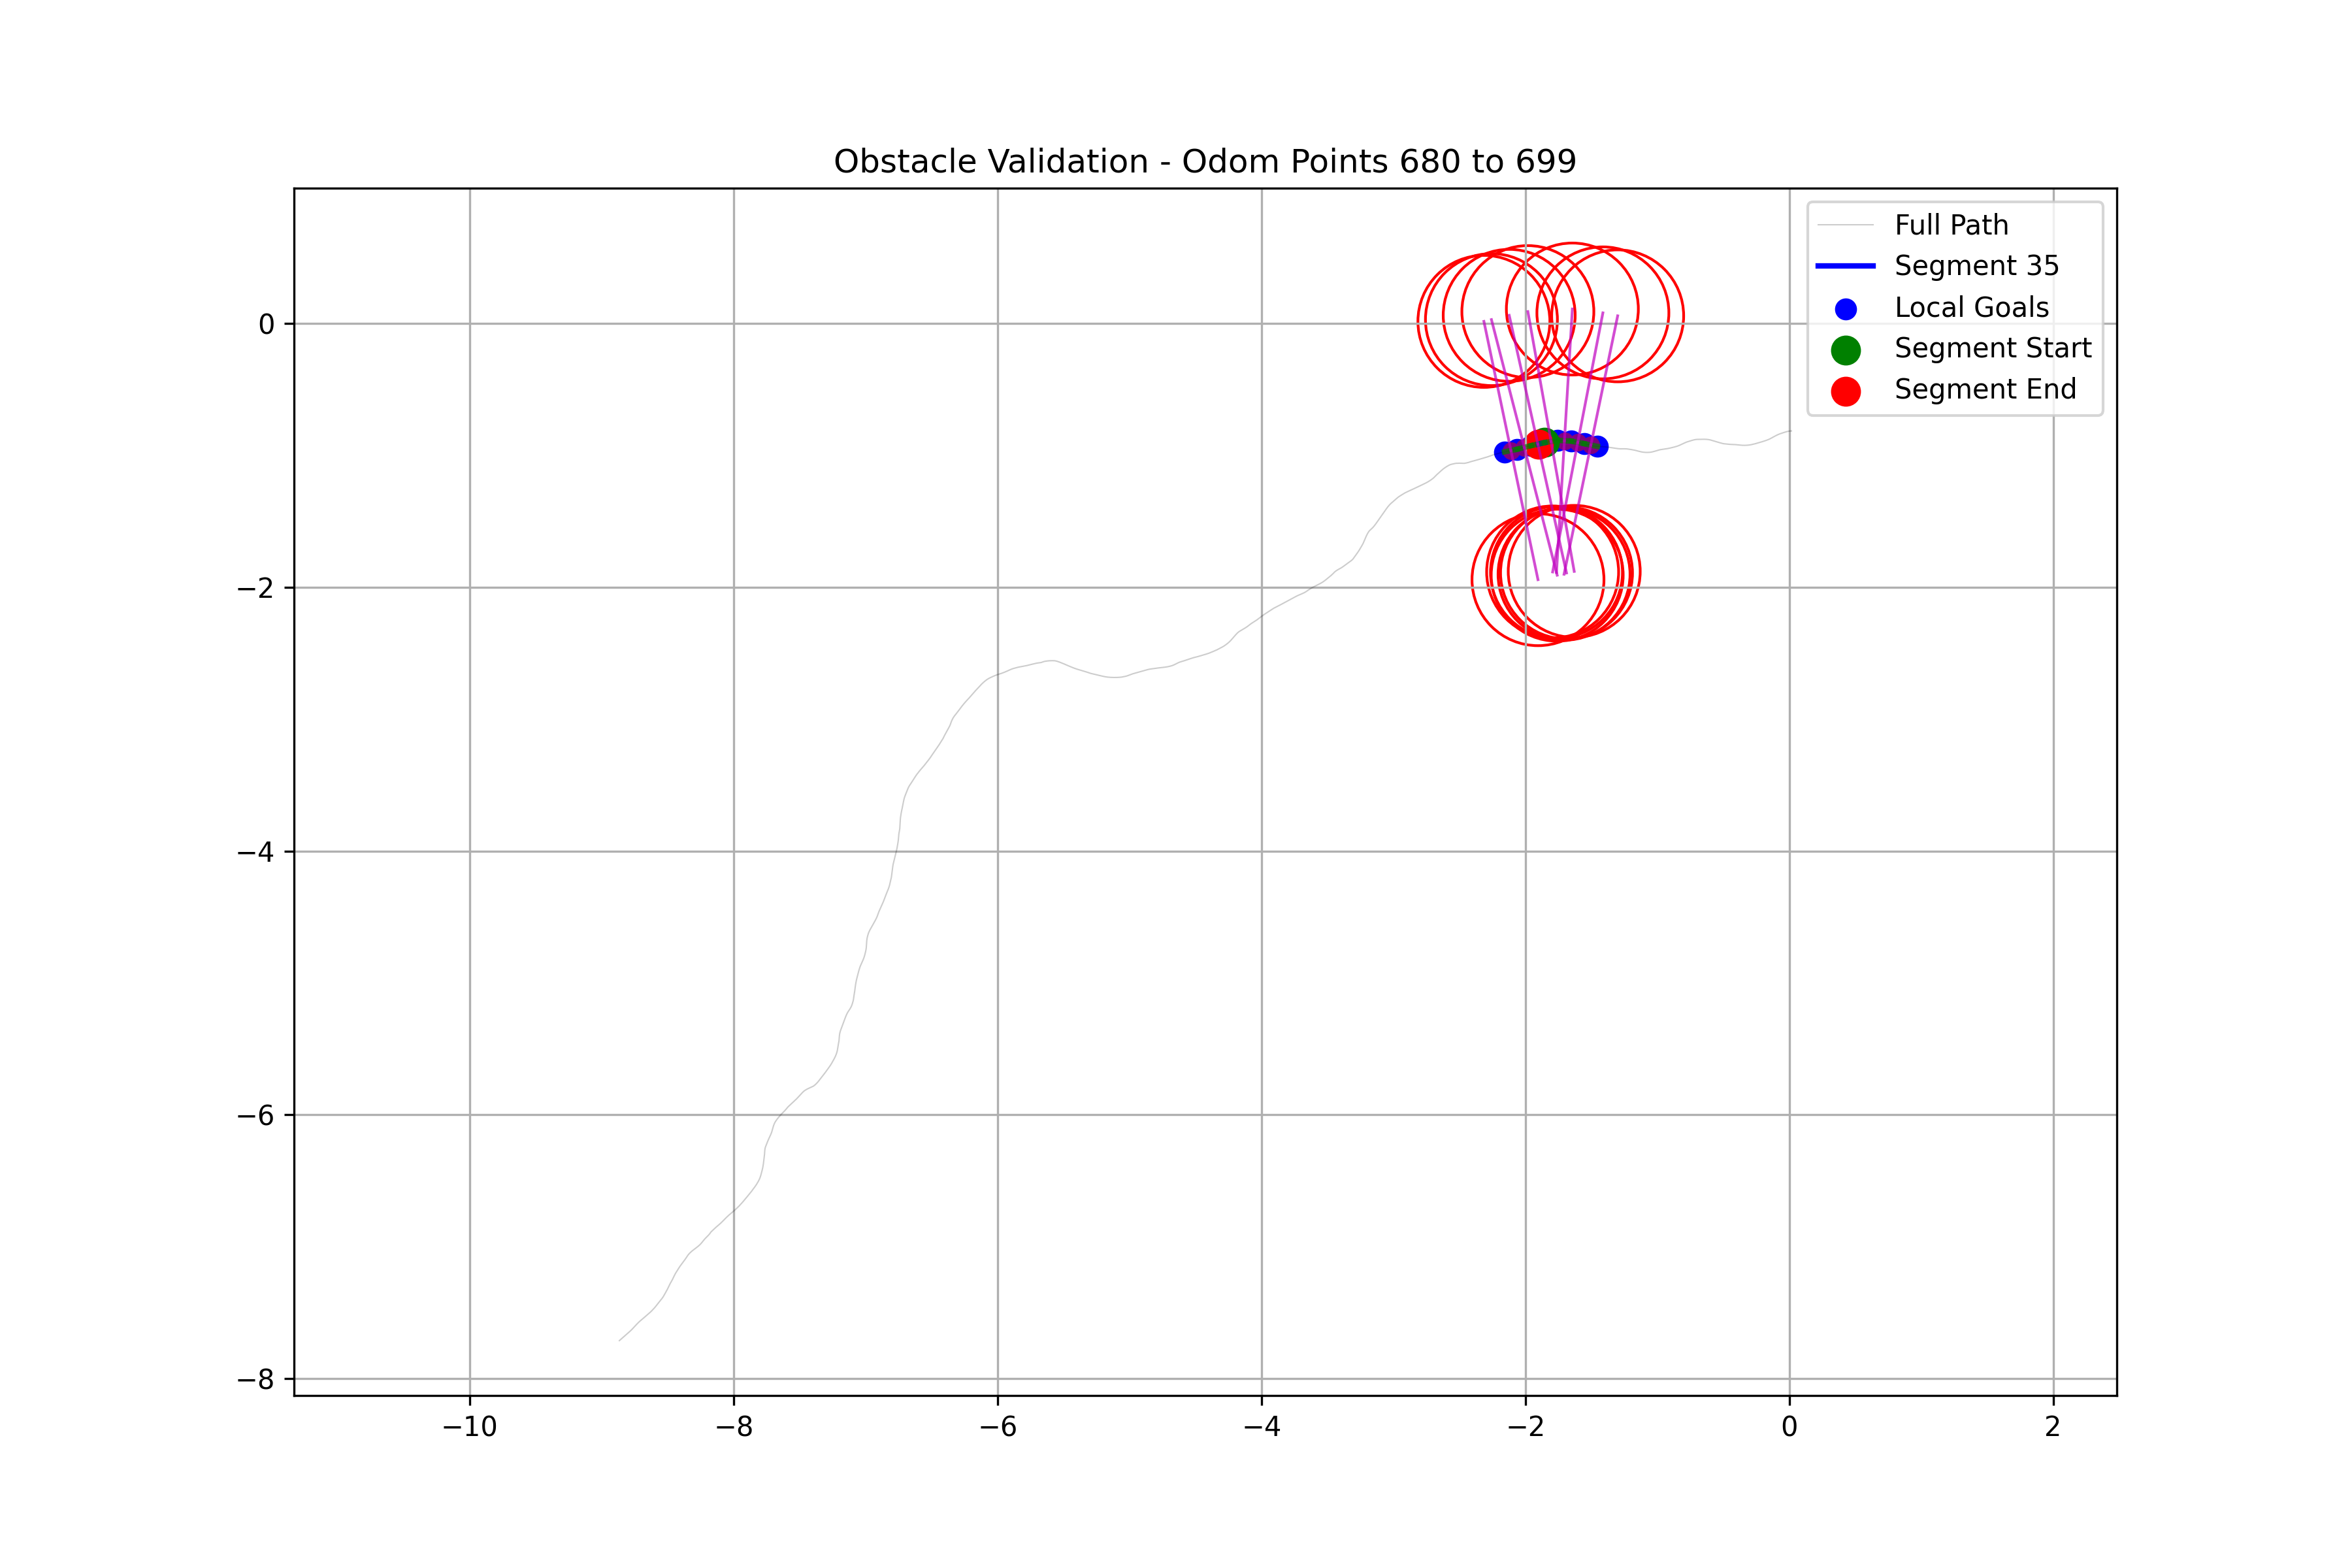 Obstacle Validation - Odom Points 680 to 699
Full Path
Segment 35
Local Goals
Segment Start
Segment End
0
−2
−4
−6
−8
−10
−8
−6
−4
−2
0
2